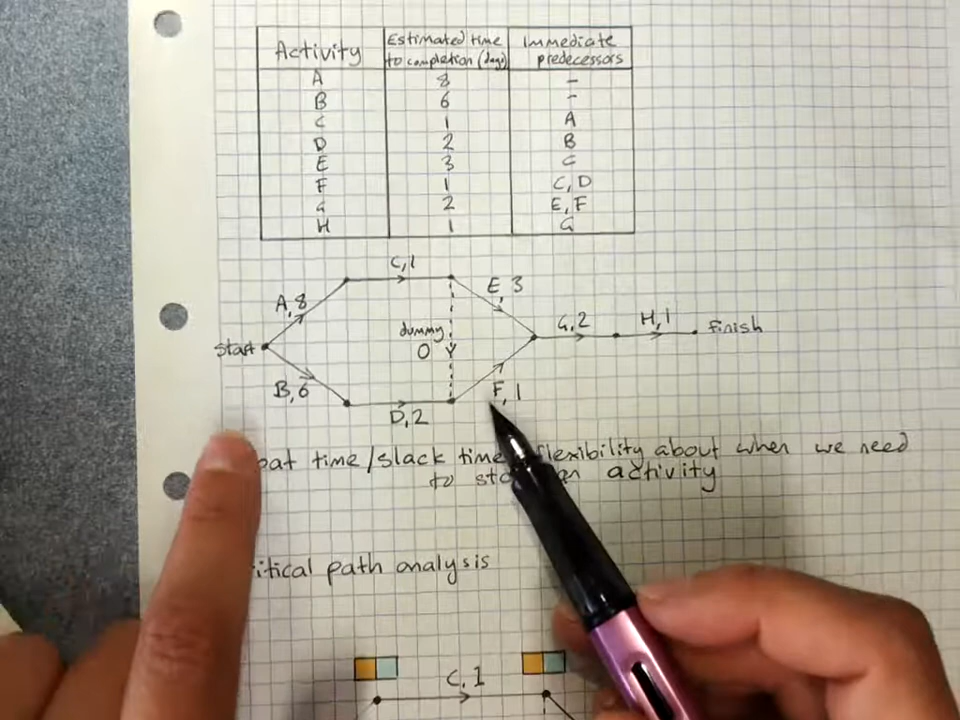 Activity Estimated time to completion (days) Immediate predecessors
A 8 -
B 6 -
C 1 A
D 2 B
E 3 C
F 1 C, D
G 2 E, F
H 1 G
C, 1
A, 8 E, 3
dummy G, 2 H, 1
start 0 Finish
B, 6 F, 1
D, 2
time/slack time flexibility about when we need
to activity
path analysis
C, 1